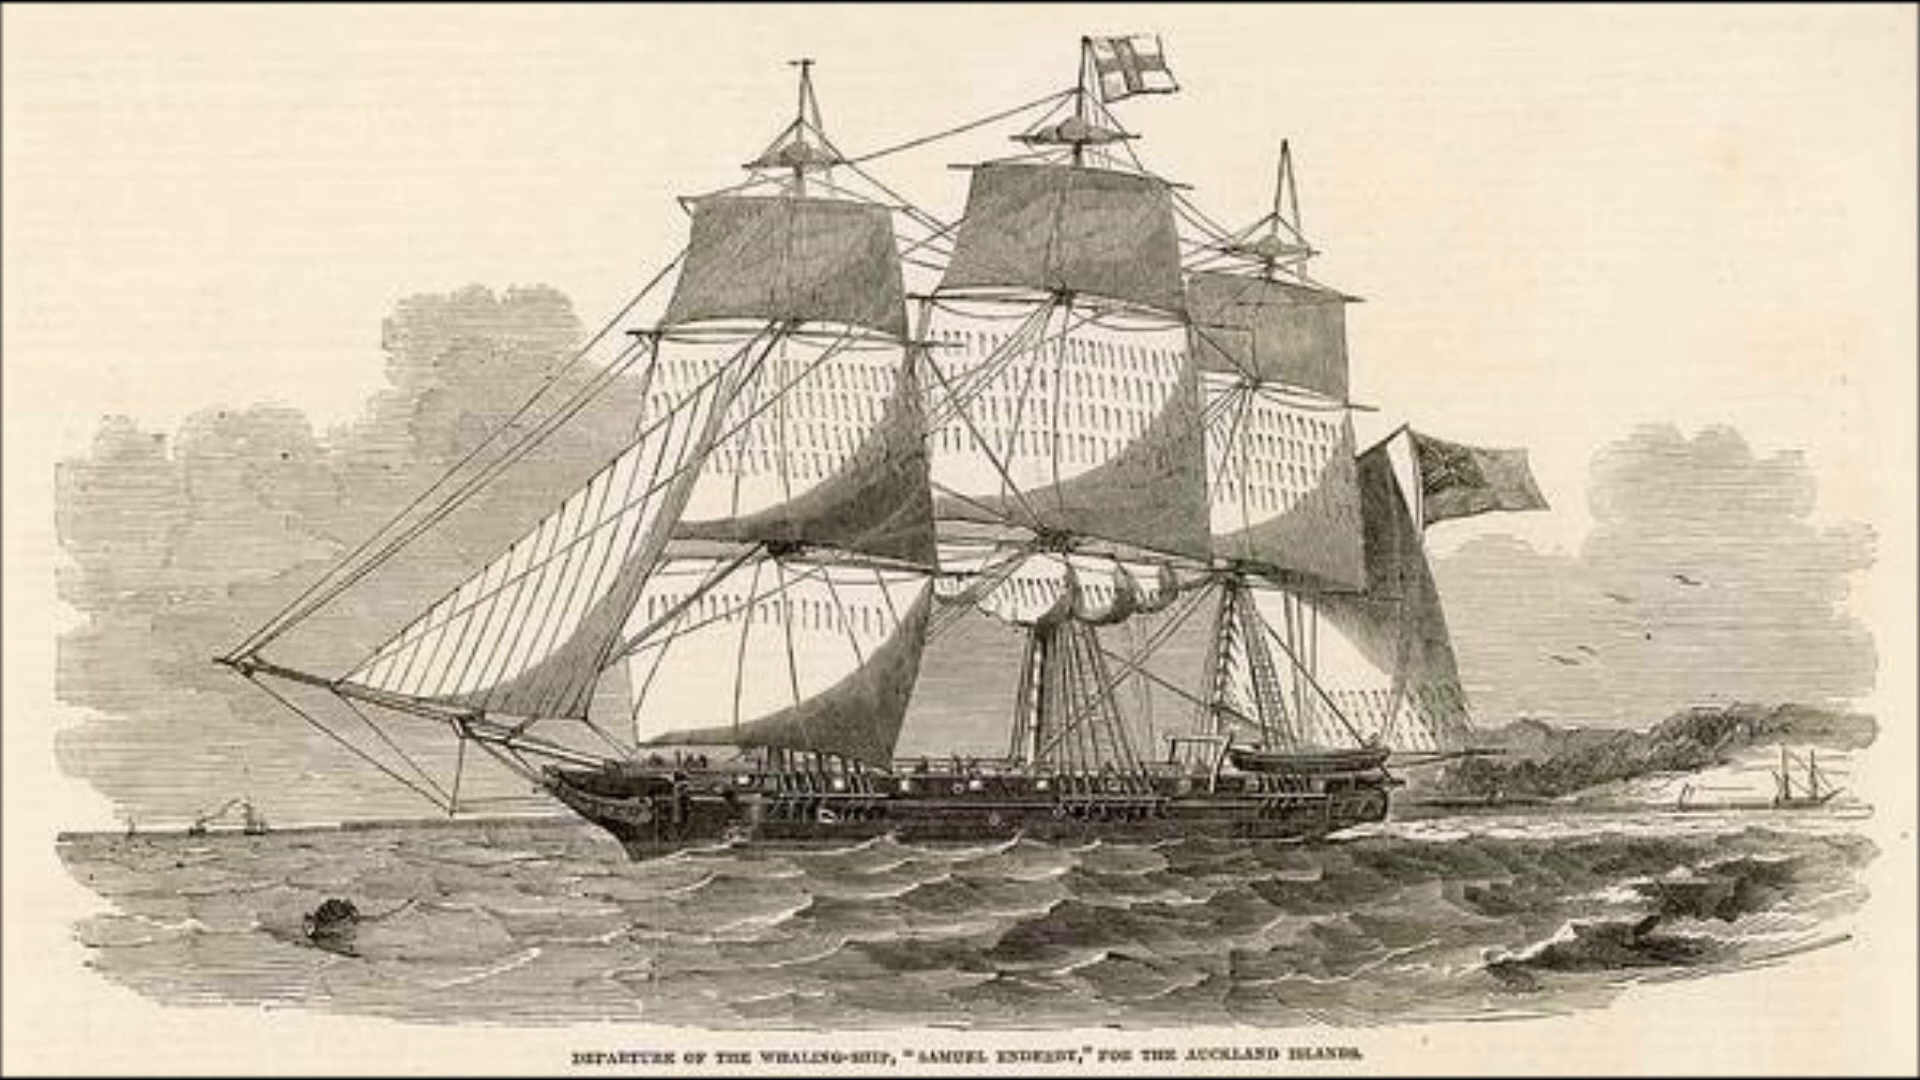 DEPARTURE OF THE WHALING-SHIP, "SAMUEL ENDERBY," FOR THE AUCKLAND ISLANDS.